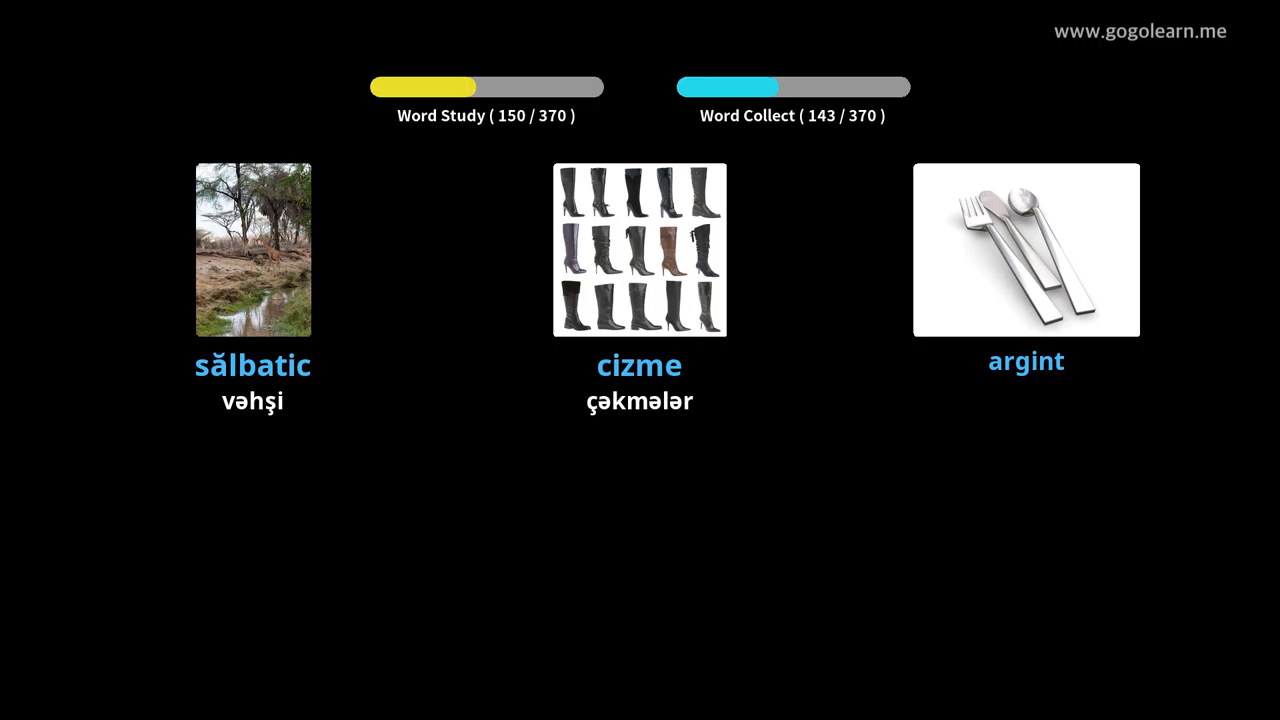 www.gogolearn.me
Word Study ( 150 / 370 )
Word Collect ( 143 / 370 )
sălbatic
vəhşi
cizme
çəkmələr
argint